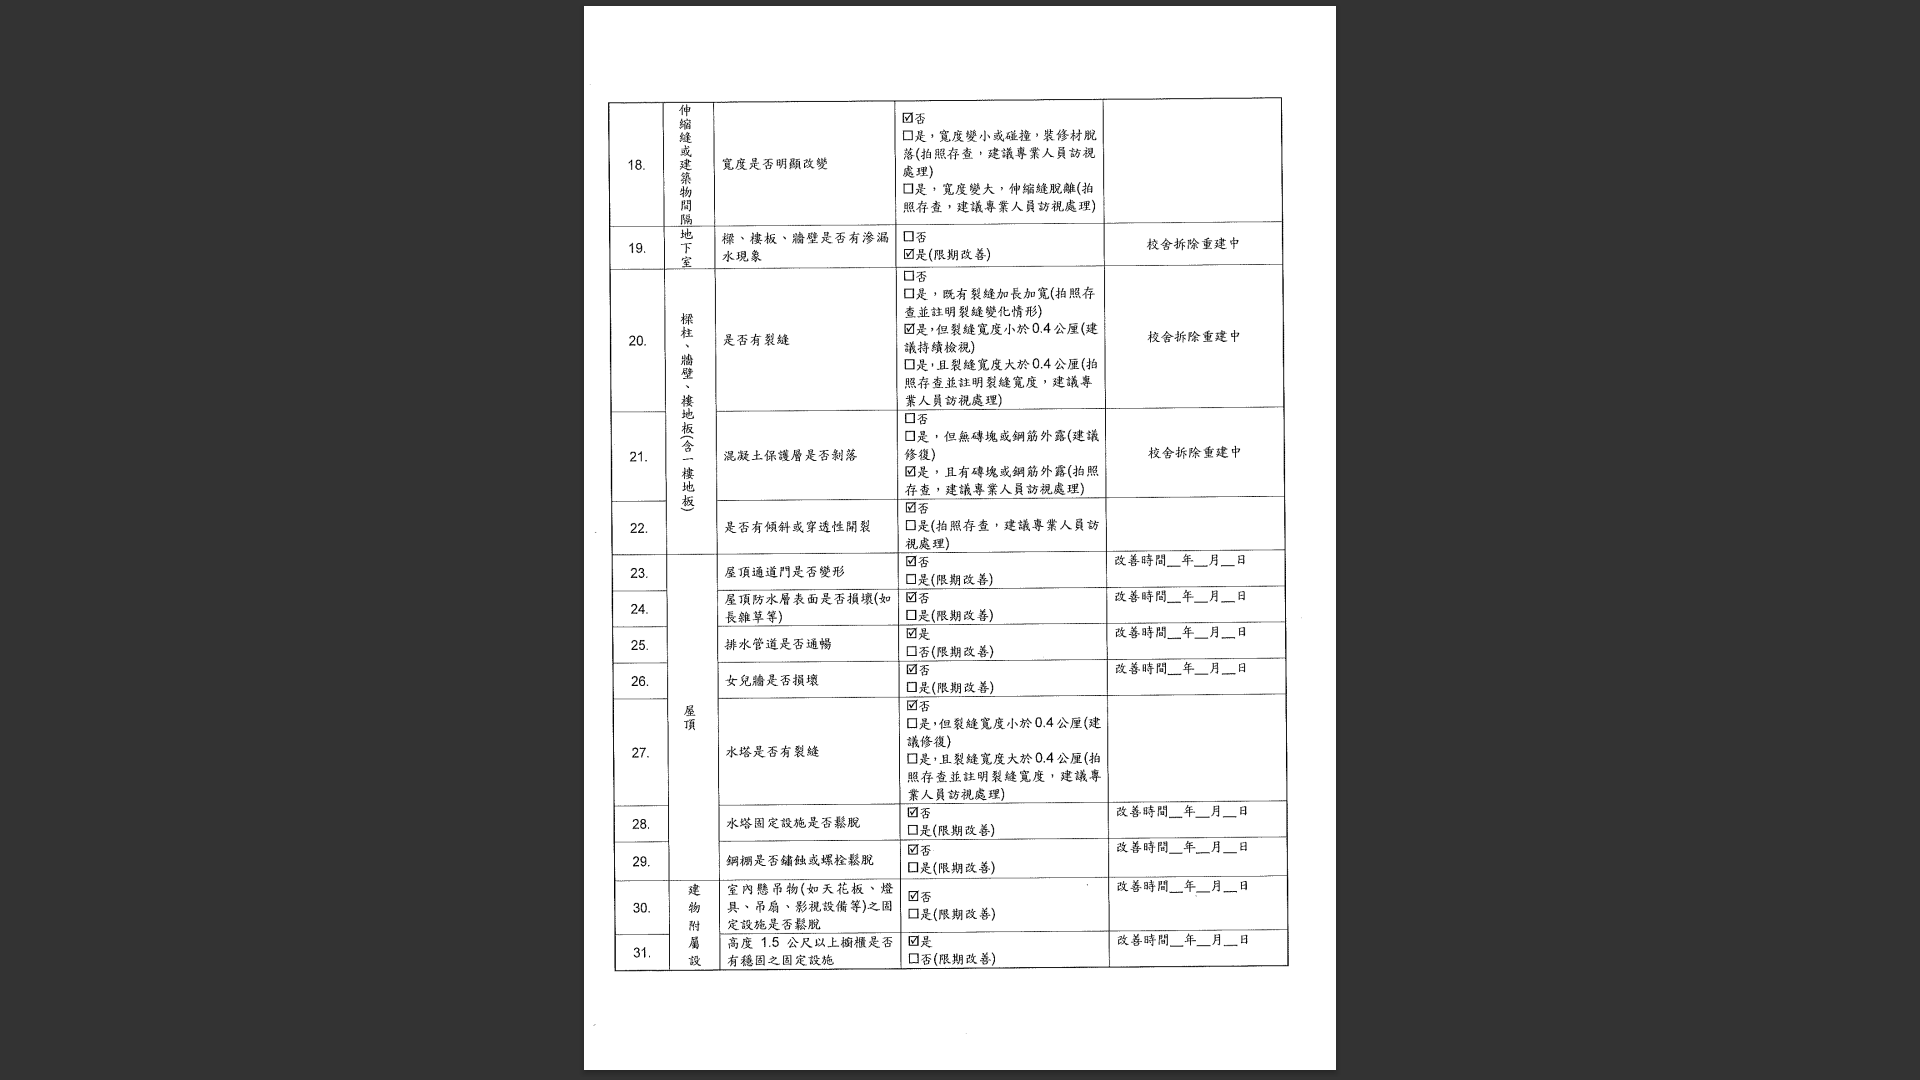 18.
伸縮縫或建築物間隔
寬度是否明顯改變
☑否
☐是，寬度變小或碰撞，裝修材脫
落(拍照存查，建議專業人員訪視
處理)
☐是，寬度變大，伸縮縫脫離(拍
照存查，建議專業人員訪視處理)
19.
地下室
樑、樓板、牆壁是否有滲漏
水現象
☐否
☑是(限期改善)
校舍拆除重建中
20.
樑柱、牆壁、樓地板(含一樓地板)
是否有裂縫
☐否
☐是，既有裂縫加長加寬(拍照存
查並註明裂縫變化情形)
☑是，但裂縫寬度小於 0.4 公厘(建
議持續檢視)
☐是，且裂縫寬度大於 0.4 公厘(拍
照存查並註明裂縫寬度，建議專
業人員訪視處理)
校舍拆除重建中
21.
混凝土保護層是否剝落
☐否
☐是，但無磚塊或鋼筋外露(建議
修復)
☑是，且有磚塊或鋼筋外露(拍照
存查，建議專業人員訪視處理)
校舍拆除重建中
22.
是否有傾斜或穿透性開裂
☑否
☐是(拍照存查，建議專業人員訪
視處理)
23.
屋頂
屋頂通道門是否變形
☑否
☐是(限期改善)
改善時間__年__月__日
24.
屋頂防水層表面是否損壞(如
長雜草等)
☑否
☐是(限期改善)
改善時間__年__月__日
25.
排水管道是否通暢
☑是
☐否(限期改善)
改善時間__年__月__日
26.
女兒牆是否損壞
☑否
☐是(限期改善)
改善時間__年__月__日
27.
水塔是否有裂縫
☑否
☐是，但裂縫寬度小於 0.4 公厘(建
議修復)
☐是，且裂縫寬度大於 0.4 公厘(拍
照存查並註明裂縫寬度，建議專
業人員訪視處理)
28.
水塔固定設施是否鬆脫
☑否
☐是(限期改善)
改善時間__年__月__日
29.
鋼棚是否鏽蝕或螺栓鬆脫
☑否
☐是(限期改善)
改善時間__年__月__日
30.
建物附屬設
室內懸吊物(如天花板、燈
具、吊扇、影視設備等)之固
定設施是否鬆脫
☑否
☐是(限期改善)
改善時間__年__月__日
31.
高度 1.5 公尺以上櫥櫃是否
有穩固之固定設施
☑是
☐否(限期改善)
改善時間__年__月__日